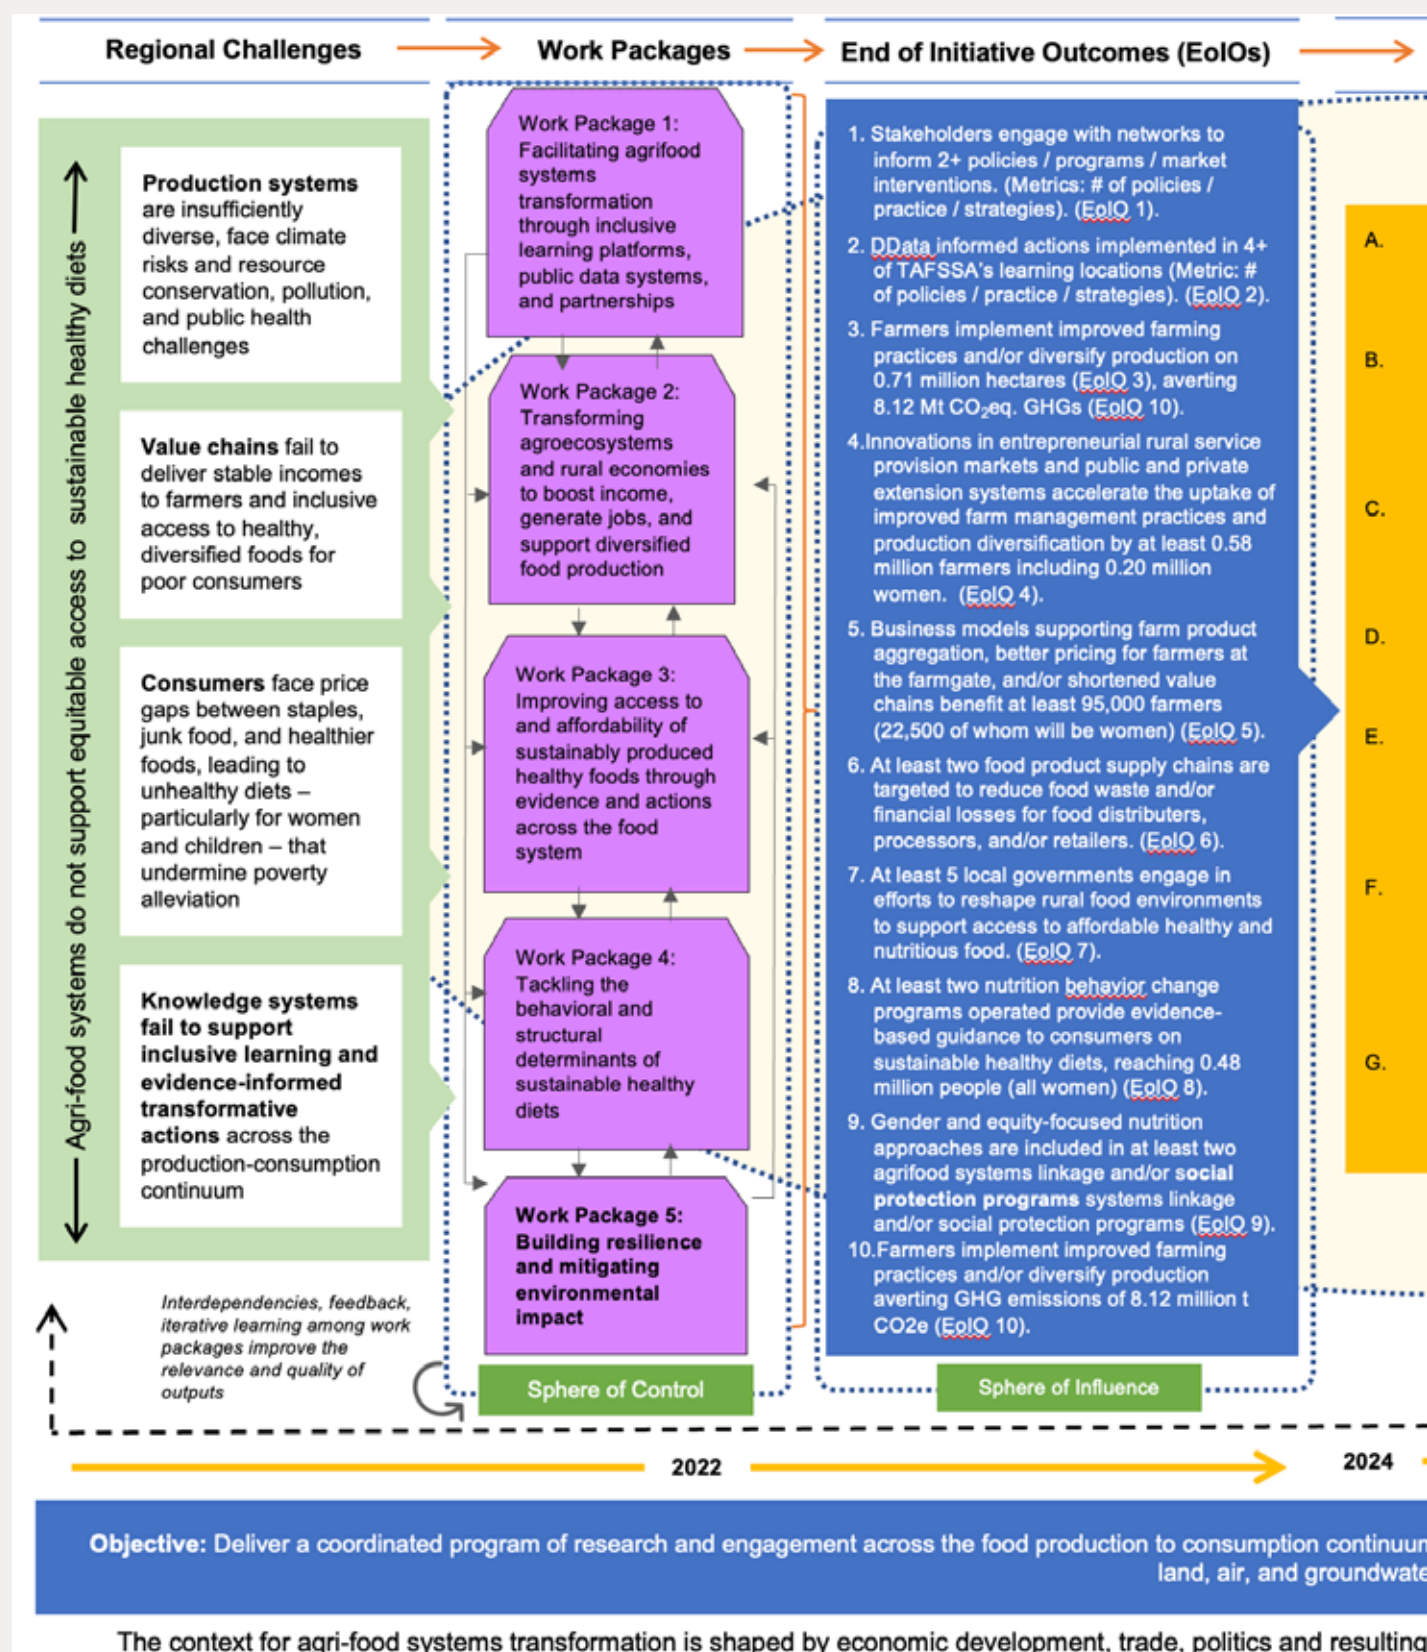 Regional Challenges
Work Packages
End of Initiative Outcomes (EoIOs)
Agri-food systems do not support equitable access to sustainable healthy diets
Production systems
are insufficiently
diverse, face climate
risks and resource
conservation, pollution,
and public health
challenges
Value chains fail to
deliver stable incomes
to farmers and inclusive
access to healthy,
diversified foods for
poor consumers
Consumers face price
gaps between staples,
junk food, and healthier
foods, leading to
unhealthy diets –
particularly for women
and children – that
undermine poverty
alleviation
Knowledge systems
fail to support
inclusive learning and
evidence-informed
transformative
actions across the
production-consumption
continuum
Interdependencies, feedback,
iterative learning among work
packages improve the
relevance and quality of
outputs
Work Package 1:
Facilitating agrifood
systems
transformation
through inclusive
learning platforms,
public data systems,
and partnerships
Work Package 2:
Transforming
agroecosystems
and rural economies
to boost income,
generate jobs, and
support diversified
food production
Work Package 3:
Improving access to
and affordability of
sustainably produced
healthy foods through
evidence and actions
across the food
system
Work Package 4:
Tackling the
behavioral and
structural
determinants of
sustainable healthy
diets
Work Package 5:
Building resilience
and mitigating
environmental
impact
Sphere of Control
1. Stakeholders engage with networks to
inform 2+ policies / programs / market
interventions. (Metrics: # of policies /
practice / strategies). (EoIO 1).
2. DData informed actions implemented in 4+
of TAFSSA's learning locations (Metric: #
of policies / practice / strategies). (EoIO 2).
3. Farmers implement improved farming
practices and/or diversify production on
0.71 million hectares (EoIO 3), averting
8.12 Mt CO₂eq. GHGs (EoIO 10).
4.Innovations in entrepreneurial rural service
provision markets and public and private
extension systems accelerate the uptake of
improved farm management practices and
production diversification by at least 0.58
million farmers including 0.20 million
women. (EoIO 4).
5. Business models supporting farm product
aggregation, better pricing for farmers at
the farmgate, and/or shortened value
chains benefit at least 95,000 farmers
(22,500 of whom will be women) (EoIO 5).
6. At least two food product supply chains are
targeted to reduce food waste and/or
financial losses for food distributers,
processors, and/or retailers. (EoIO 6).
7. At least 5 local governments engage in
efforts to reshape rural food environments
to support access to affordable healthy and
nutritious food. (EoIO 7).
8. At least two nutrition behavior change
programs operated provide evidence-
based guidance to consumers on
sustainable healthy diets, reaching 0.48
million people (all women) (EoIO 8).
9. Gender and equity-focused nutrition
approaches are included in at least two
agrifood systems linkage and/or social
protection programs systems linkage
and/or social protection programs (EoIO 9).
10.Farmers implement improved farming
practices and/or diversify production
averting GHG emissions of 8.12 million t
CO2e (EoIO 10).
Sphere of Influence
A.
B.
C.
D.
E.
F.
G.
2022
2024
Objective: Deliver a coordinated program of research and engagement across the food production to consumption continuum
land, air, and groundwate
The context for agri-food systems transformation is shaped by economic development, trade, politics and resulting